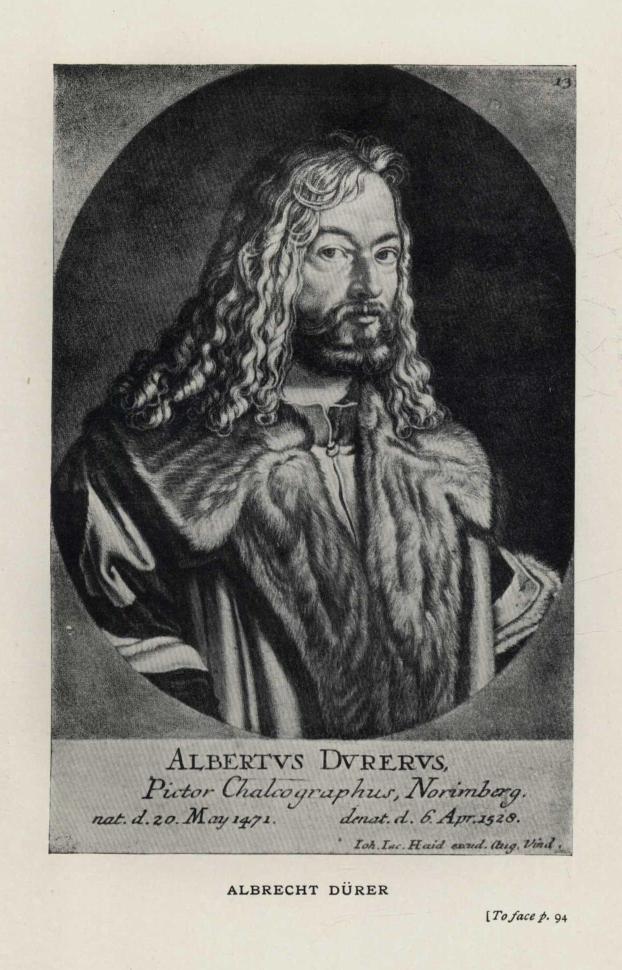 13
ALBERTVS DVRERVS,
Pictor Chalcographus, Norimberg.
nat. d. 20. May 1471. denat. d. 6. Apr. 1528.
Ioh. Iac. Haid excud. Aug. Vind.
ALBRECHT DÜRER
[To face p. 94